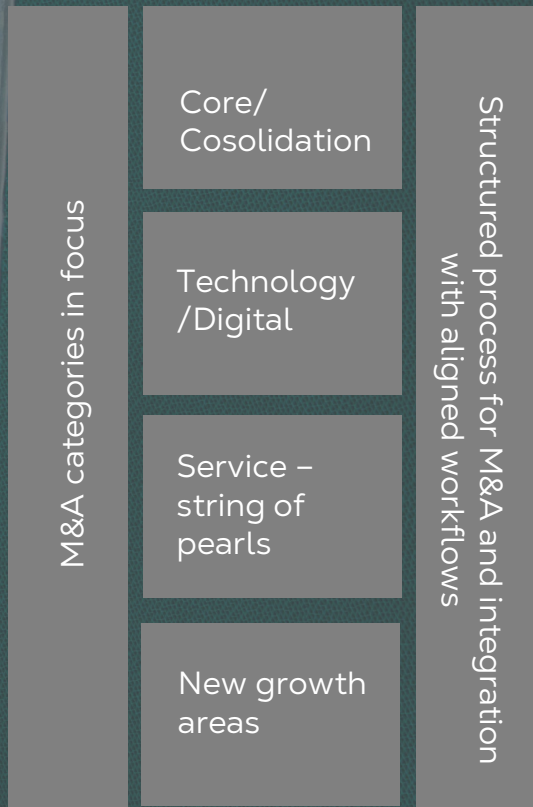 M&A categories in focus
Core/
Cosolidation
Technology
/Digital
Service –
string of
pearls
New growth
areas
Structured process for M&A and integration
with aligned workflows